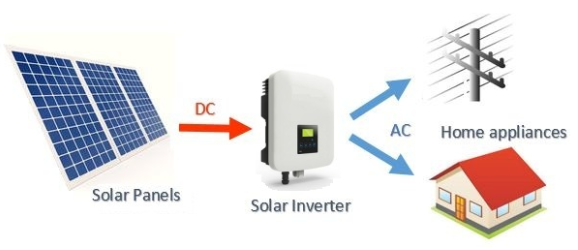 DC
AC
Home appliances
Solar Panels
Solar Inverter